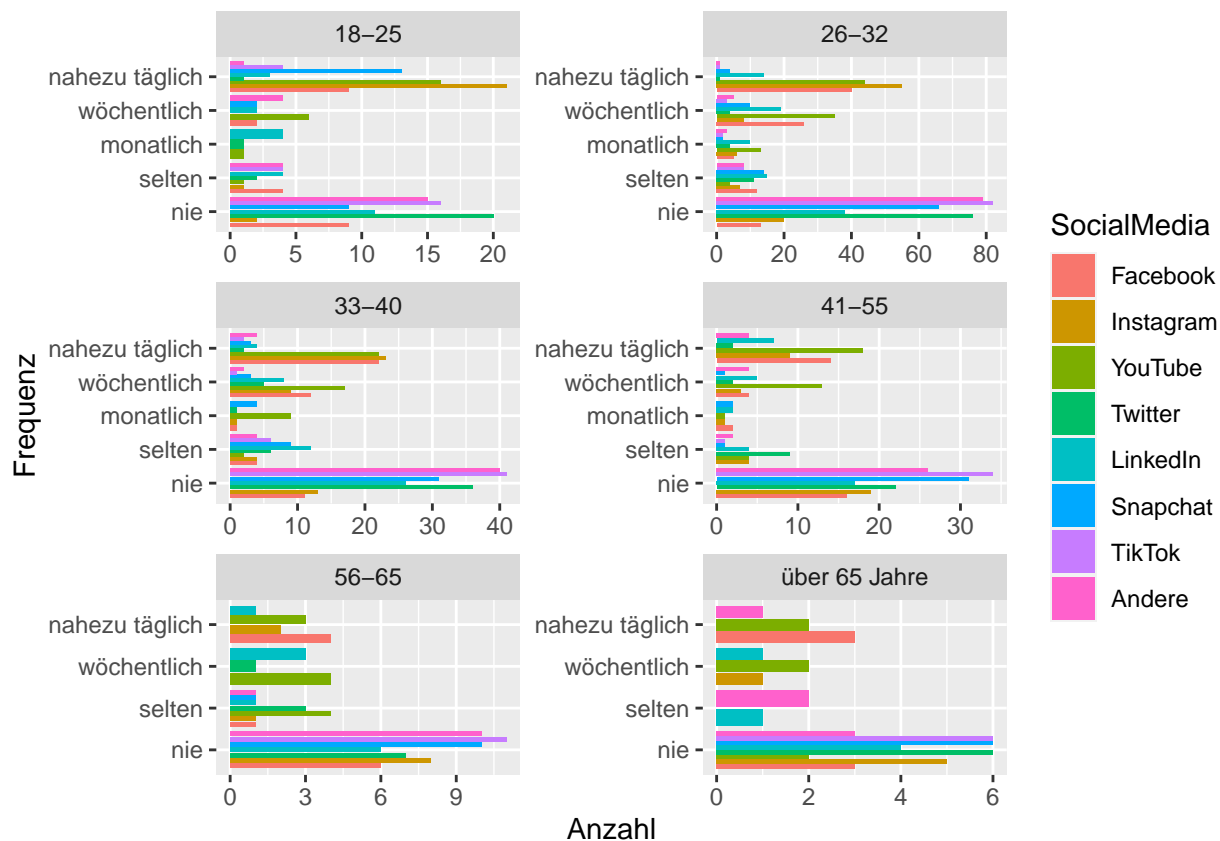 18−25
nahezu täglich
wöchentlich
monatlich
selten
nie
0 5 10 15 20
26−32
nahezu täglich
wöchentlich
monatlich
selten
nie
0 20 40 60 80
33−40
nahezu täglich
wöchentlich
monatlich
selten
nie
0 10 20 30 40
41−55
nahezu täglich
wöchentlich
monatlich
selten
nie
0 10 20 30
56−65
nahezu täglich
wöchentlich
selten
nie
0 3 6 9
über 65 Jahre
nahezu täglich
wöchentlich
selten
nie
0 2 4 6
Frequenz
Anzahl
SocialMedia
Facebook
Instagram
YouTube
Twitter
LinkedIn
Snapchat
TikTok
Andere